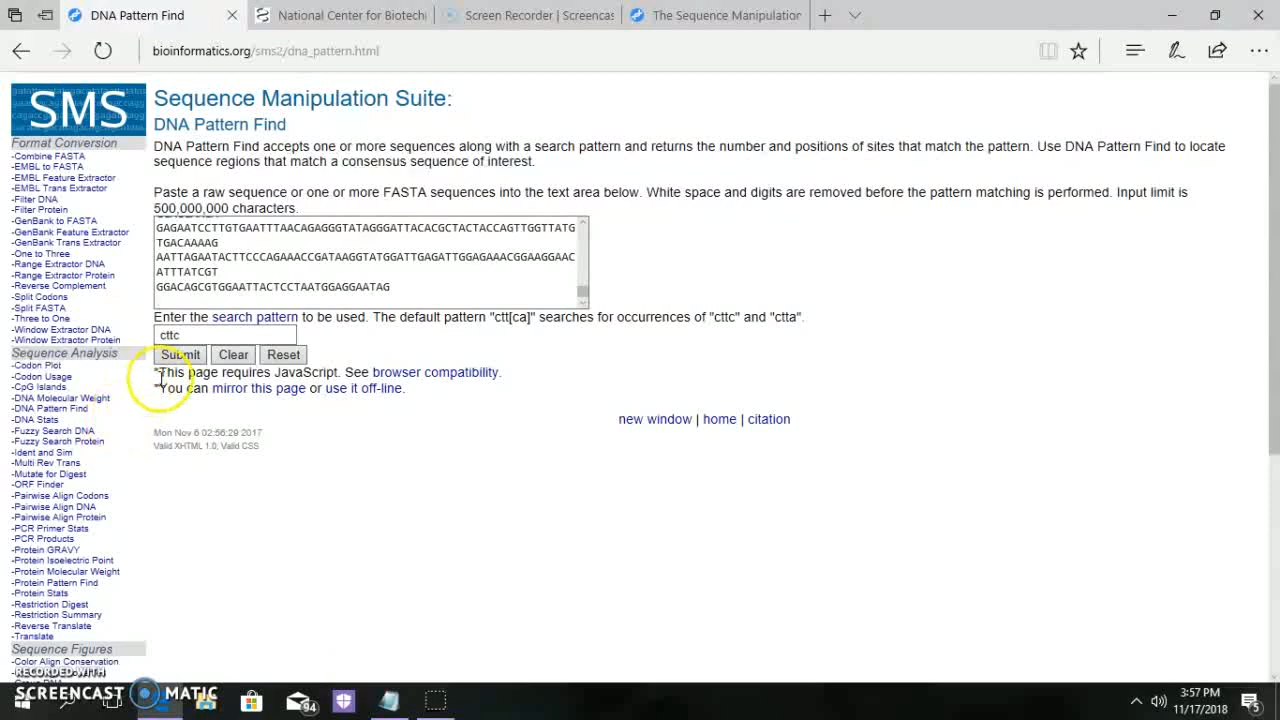 DNA Pattern Find
National Center for Biotech
Screen Recorder | Screencas
The Sequence Manipulation
bioinformatics.org/sms2/dna_pattern.html
SMS
Sequence Manipulation Suite:
DNA Pattern Find
DNA Pattern Find accepts one or more sequences along with a search pattern and returns the number and positions of sites that match the pattern. Use DNA Pattern Find to locate
sequence regions that match a consensus sequence of interest.
Paste a raw sequence or one or more FASTA sequences into the text area below. White space and digits are removed before the pattern matching is performed. Input limit is
500,000,000 characters.
GAGAATCCTTGTGAATTTAACAGAGGGTATAGGGATTACACGCTACTACCAGTTGGTTATG
TGACAAAAG
AATTAGAATACTTCCCAGAAACCGATAAGGTATGGATTGAGATTGGAGAAACGGAAGGAAC
ATTTATCGT
GGACAGCGTGGAATTACTCCTAATGGAGGAATAG
Enter the search pattern to be used. The default pattern "ctt[ca]" searches for occurrences of "cttc" and "ctta".
cttc
Submit Clear Reset
*This page requires JavaScript. See browser compatibility.
*You can mirror this page or use it off-line.
new window | home | citation
Mon Nov 6 02:56:29 2017
Valid XHTML 1.0, Valid CSS
Format Conversion
-Combine FASTA
-EMBL to FASTA
-EMBL Feature Extractor
-EMBL Trans Extractor
-Filter DNA
-Filter Protein
-GenBank to FASTA
-GenBank Feature Extractor
-GenBank Trans Extractor
-One to Three
-Range Extractor DNA
-Range Extractor Protein
-Reverse Complement
-Split Codons
-Split FASTA
-Three to One
-Window Extractor DNA
-Window Extractor Protein
Sequence Analysis
-Codon Plot
-Codon Usage
-CpG Islands
-DNA Molecular Weight
-DNA Pattern Find
-DNA Stats
-Fuzzy Search DNA
-Fuzzy Search Protein
-Ident and Sim
-Multi Rev Trans
-Mutate for Digest
-ORF Finder
-Pairwise Align Codons
-Pairwise Align DNA
-Pairwise Align Protein
-PCR Primer Stats
-PCR Products
-Protein GRAVY
-Protein Isoelectric Point
-Protein Molecular Weight
-Protein Pattern Find
-Protein Stats
-Restriction Digest
-Restriction Summary
-Reverse Translate
-Translate
Sequence Figures
-Color Align Conservation
RECORDED WITH
SCREENCAST MATIC
94
3:57 PM
11/17/2018
5